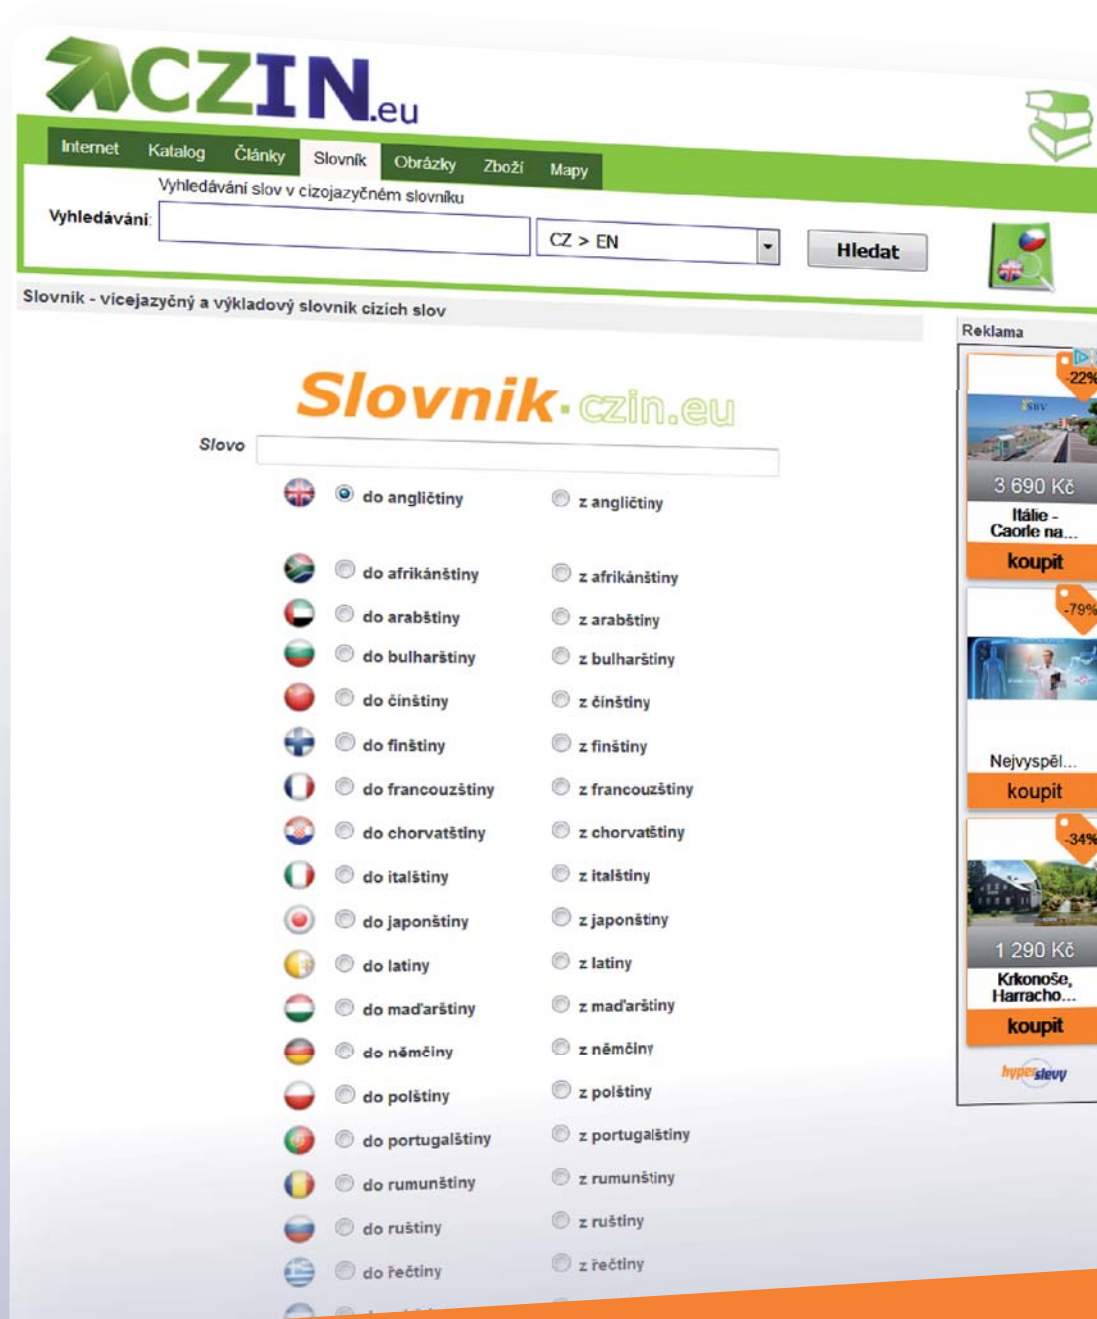 CZIN.eu
Internet Katalog Články Slovník Obrázky Zboží Mapy
Vyhledávání slov v cizojazyčném slovníku
Vyhledávání: CZ > EN Hledat
Slovník - vícejazyčný a výkladový slovník cizích slov
Slovnik.czin.eu
Slovo
do angličtiny z angličtiny
do afrikánštiny z afrikánštiny
do arabštiny z arabštiny
do bulharštiny z bulharštiny
do čínštiny z čínštiny
do finštiny z finštiny
do francouzštiny z francouzštiny
do chorvatštiny z chorvatštiny
do italštiny z italštiny
do japonštiny z japonštiny
do latiny z latiny
do maďarštiny z maďarštiny
do němčiny z němčiny
do polštiny z polštiny
do portugalštiny z portugalštiny
do rumunštiny z rumunštiny
do ruštiny z ruštiny
do řečtiny z řečtiny
Reklama
-22%
3 690 Kč
Itálie -
Caorle na...
koupit
-79%
Nejvyspěl...
koupit
-34%
1 290 Kč
Krkonoše,
Harracho...
koupit
hyperslevy